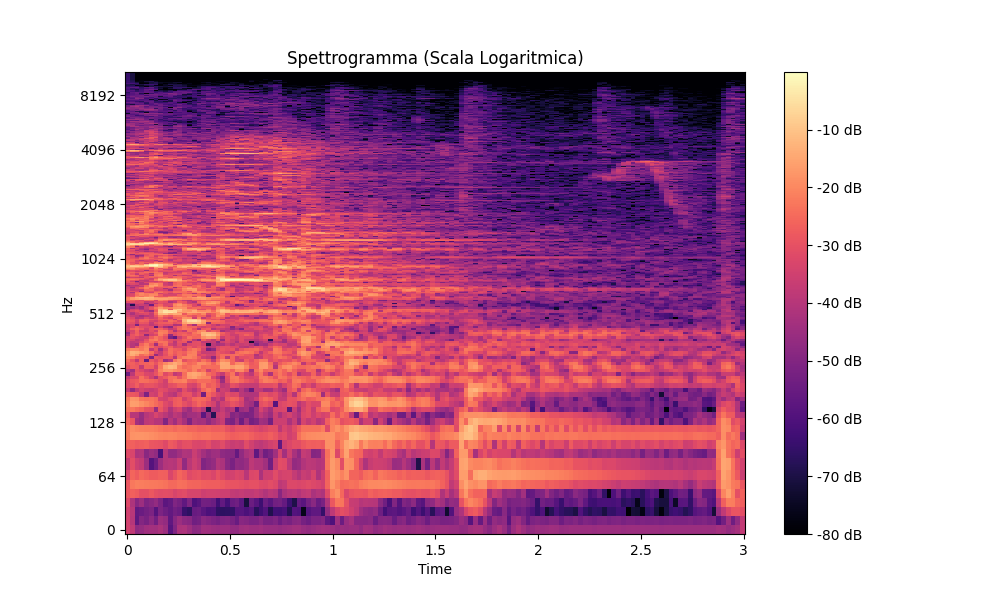 Spettrogramma (Scala Logaritmica)
8192
4096
2048
1024
512
256
128
64
0
Hz
0
0.5
1
1.5
2
2.5
3
Time
-10 dB
-20 dB
-30 dB
-40 dB
-50 dB
-60 dB
-70 dB
-80 dB